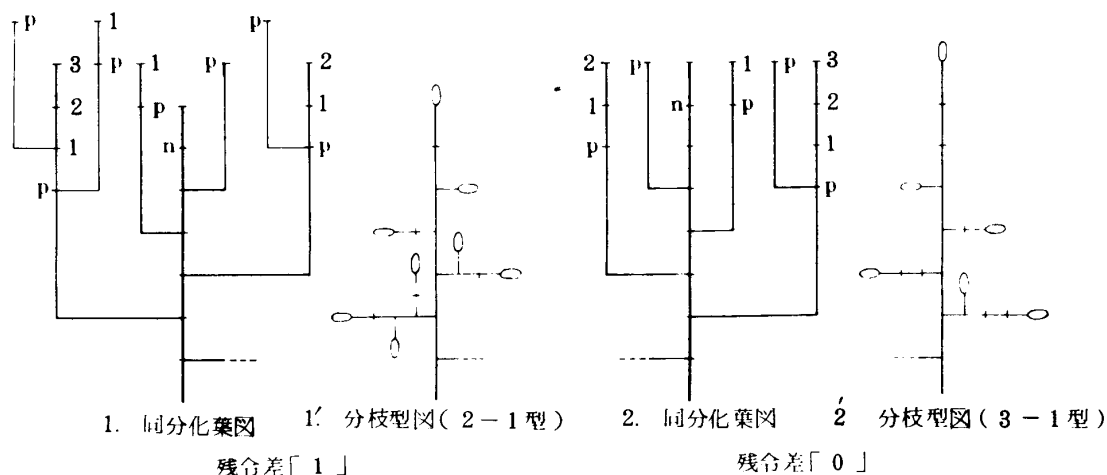 p 1 p
3 p 1 p 2
2 p 1
1 n p
p
2 p 1 p 3
1 n p 2
p 1
p
1. 同分化葉図 1′. 分枝型図(2-1型) 2. 同分化葉図 2′ 分枝型図(3-1型)
残令差「1」 残令差「0」